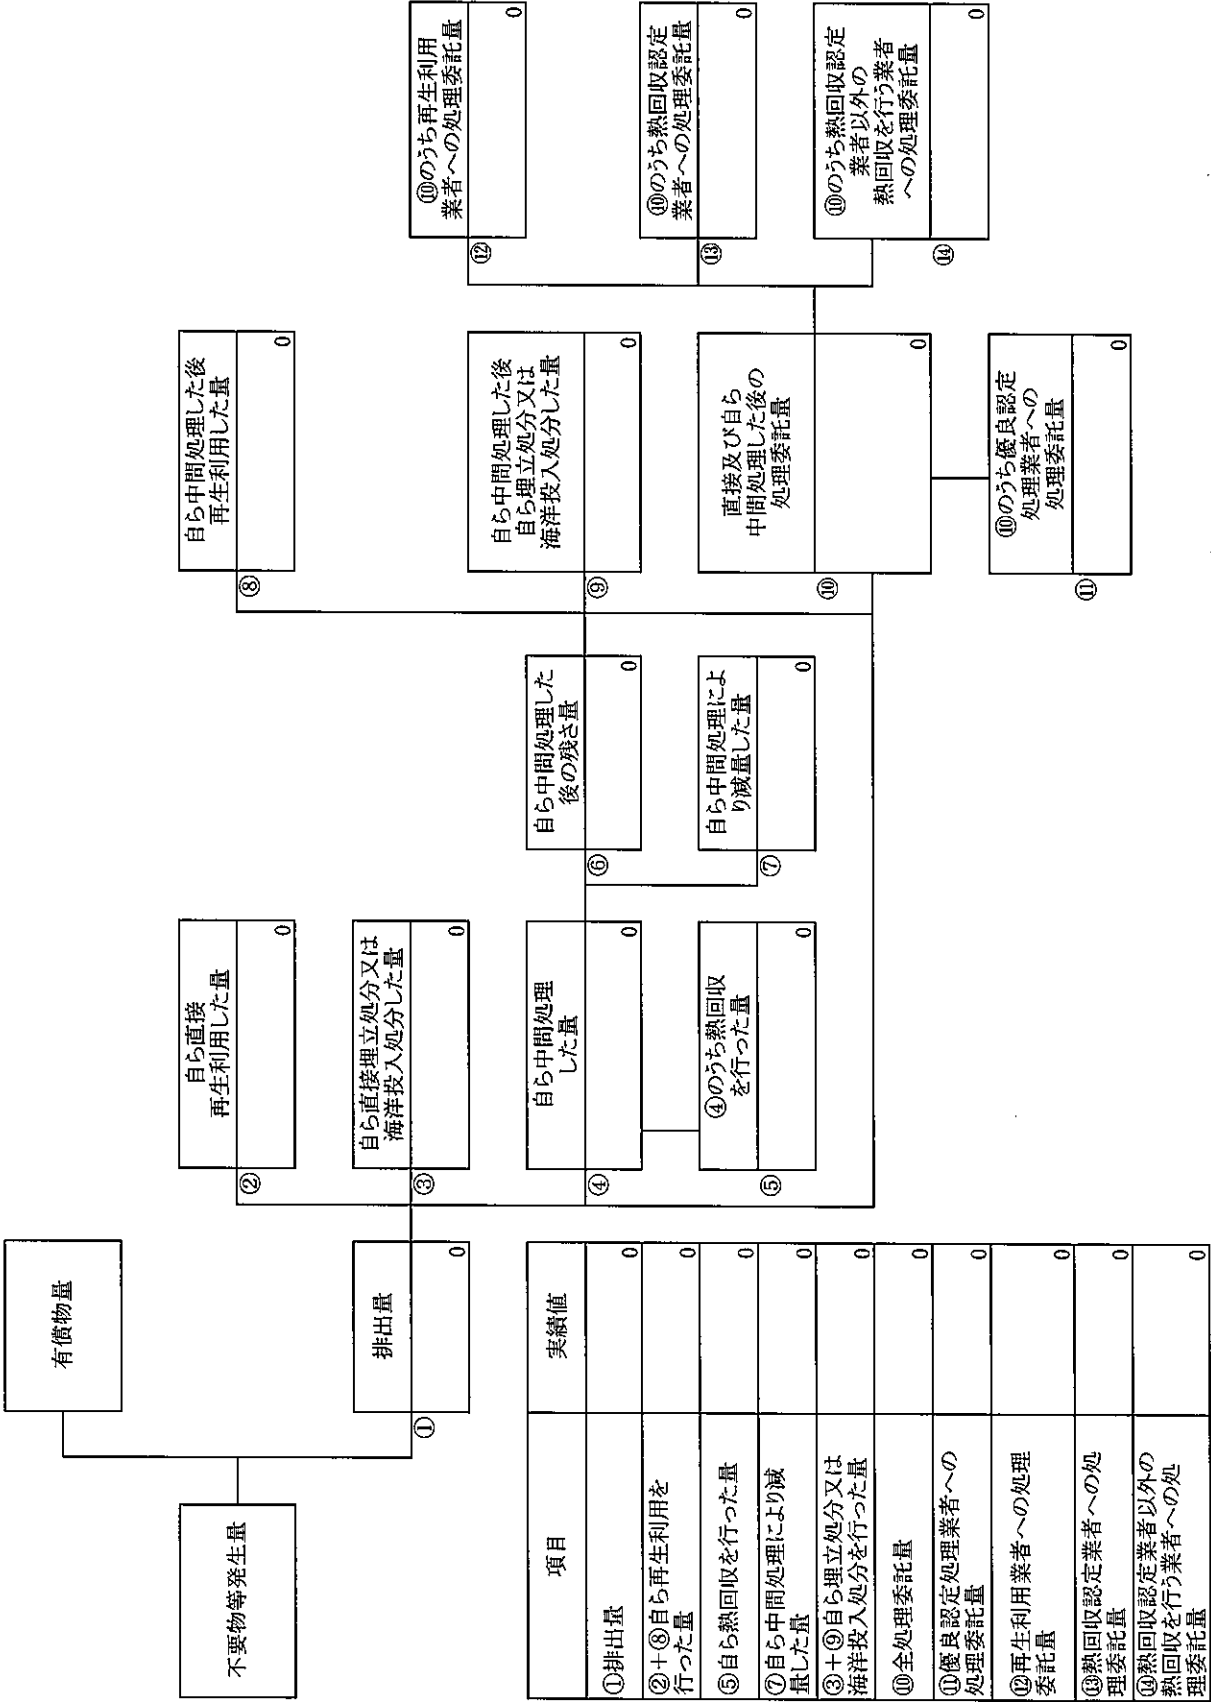 不要物等発生量
有償物量
①
排出量
0
②
自ら直接
再生利用した量
0
③
自ら直接埋立処分又は
海洋投入処分した量
0
④
自ら中間処理
した量
0
⑤
④のうち熱回収
を行った量
0
⑥
自ら中間処理した
後の残さ量
0
⑦
自ら中間処理によ
り減量した量
0
⑧
自ら中間処理した後
再生利用した量
0
⑨
自ら中間処理した後
自ら埋立処分又は
海洋投入処分した量
0
⑩
直接及び自ら
中間処理した後の
処理委託量
0
⑪
⑩のうち優良認定
処理業者への
処理委託量
0
⑫
⑩のうち再生利用
業者への処理委託量
0
⑬
⑩のうち熱回収認定
業者への処理委託量
0
⑭
⑩のうち熱回収認定
業者以外の
熱回収を行う業者
への処理委託量
0
項目
実績値
①排出量
0
②+⑧自ら再生利用を
行った量
0
⑤自ら熱回収を行った量
0
⑦自ら中間処理により減
量した量
0
③+⑨自ら埋立処分又は
海洋投入処分を行った量
0
⑩全処理委託量
0
⑪優良認定処理業者への
処理委託量
0
⑫再生利用業者への処理
委託量
0
⑬熱回収認定業者への処
理委託量
0
⑭熱回収認定業者以外の
熱回収を行う業者への処
理委託量
0